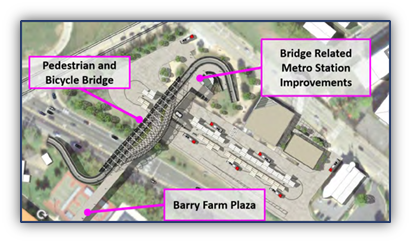 Pedestrian and
Bicycle Bridge
Bridge Related
Metro Station
Improvements
Barry Farm Plaza